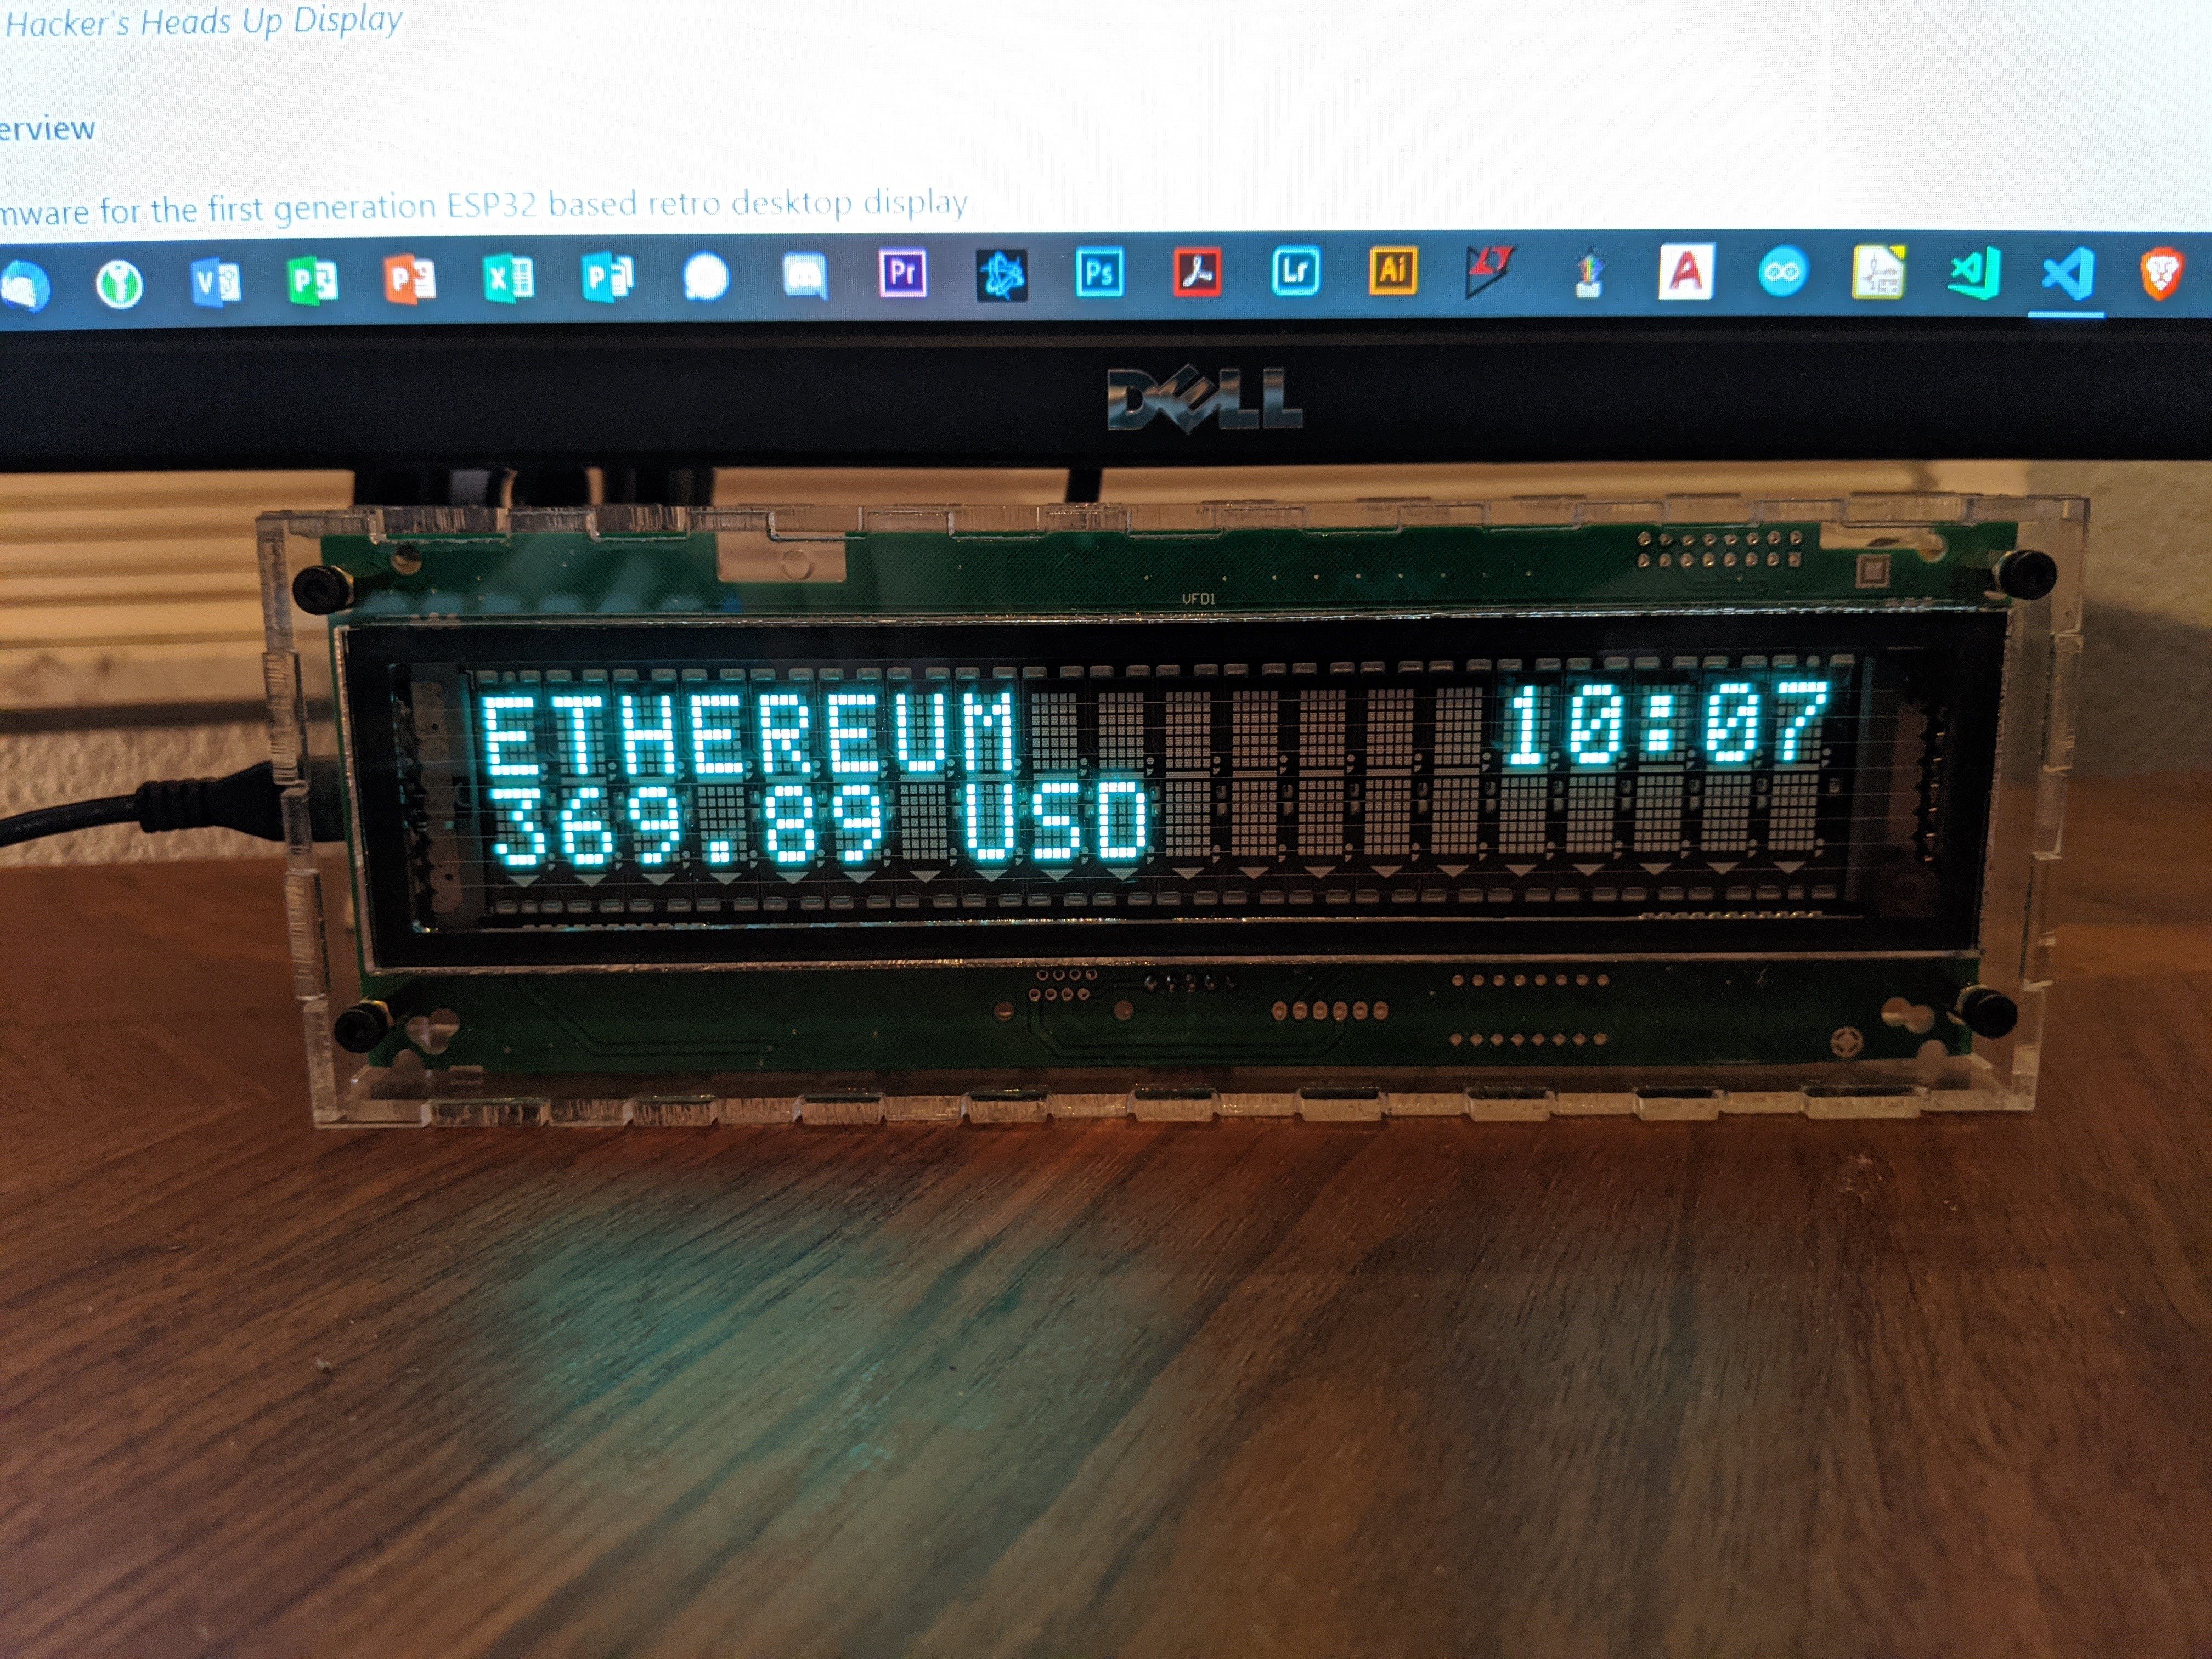 Hacker's Heads Up Display
erview
mware for the first generation ESP32 based retro desktop display
V P P X P Pr Ps Lr Ai A
DELL
VFD1
ETHEREUM 10:07
369.89 USD